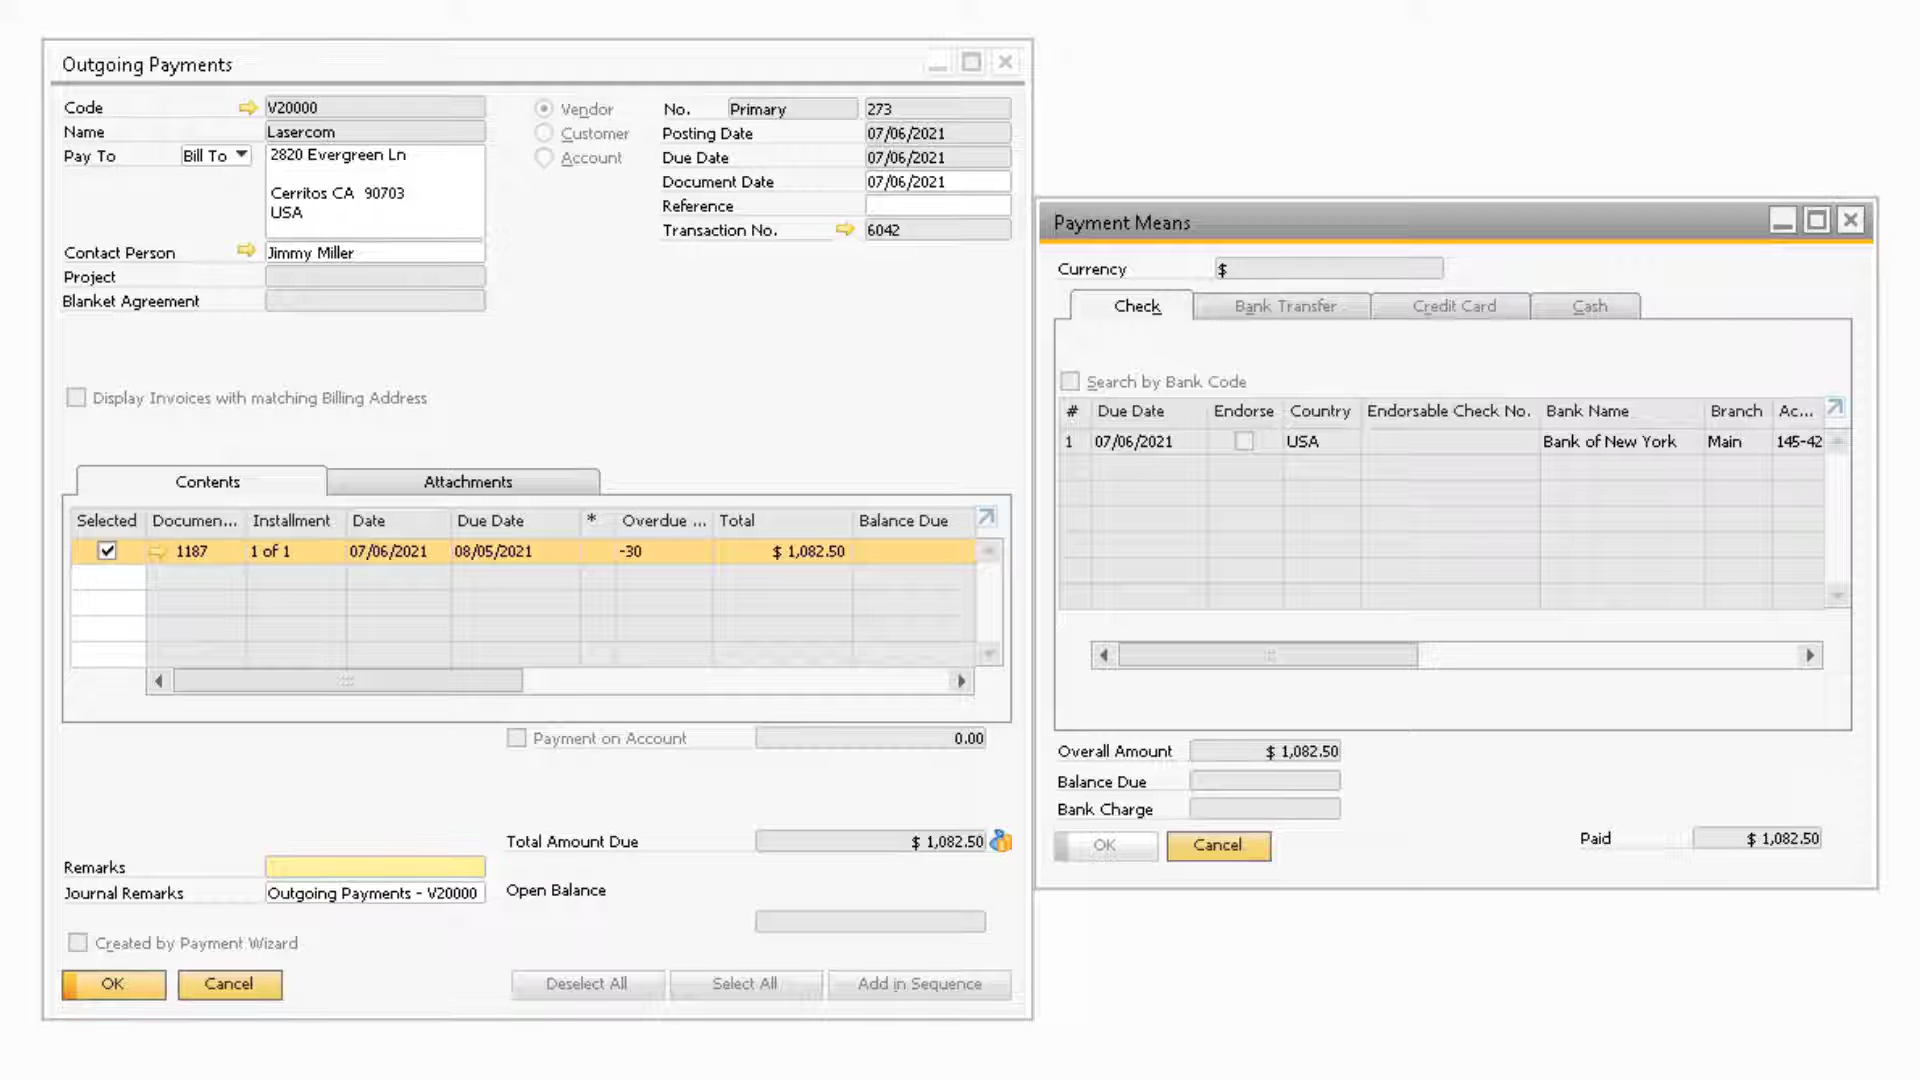 Outgoing Payments
Code V20000
Name Lasercom
Pay To Bill To 2820 Evergreen Ln
Cerritos CA 90703
USA
Contact Person Jimmy Miller
Project
Blanket Agreement
Vendor
Customer
Account
No. Primary 273
Posting Date 07/06/2021
Due Date 07/06/2021
Document Date 07/06/2021
Reference
Transaction No. 6042
Display Invoices with matching Billing Address
Contents Attachments
Selected Documen... Installment Date Due Date * Overdue ... Total Balance Due
1187 1 of 1 07/06/2021 08/05/2021 -30 $ 1,082.50
Payment on Account 0.00
Total Amount Due $ 1,082.50
Remarks
Journal Remarks Outgoing Payments - V20000
Open Balance
Created by Payment Wizard
OK Cancel Deselect All Select All Add in Sequence
Payment Means
Currency $
Check Bank Transfer Credit Card Cash
Search by Bank Code
# Due Date Endorse Country Endorsable Check No. Bank Name Branch Ac...
1 07/06/2021 USA Bank of New York Main 145-42
Overall Amount $ 1,082.50
Balance Due
Bank Charge
OK Cancel
Paid $ 1,082.50